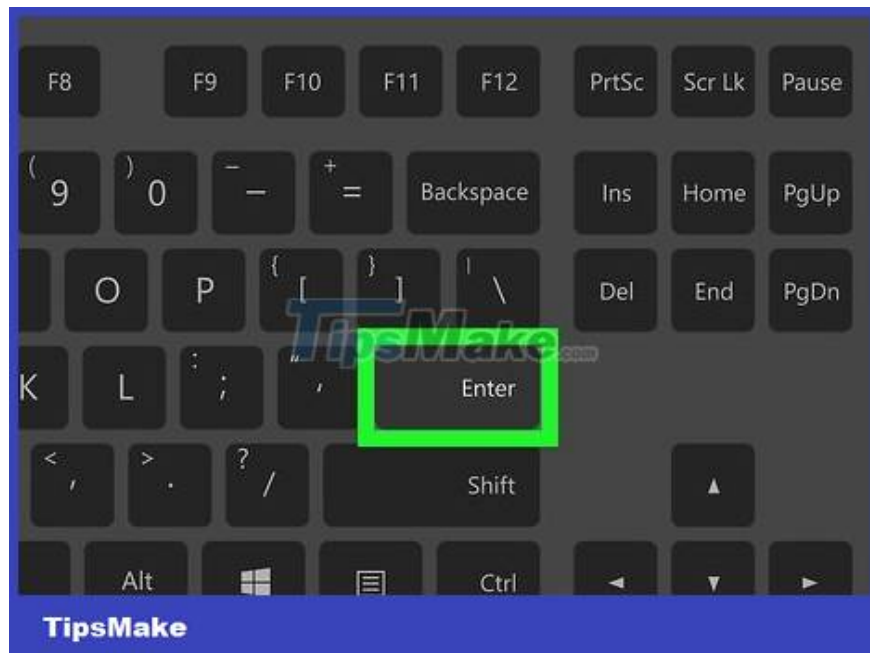 F8 F9 F10 F11 F12 PrtSc Scr Lk Pause
( 9 ) 0 – – + = Backspace Ins Home PgUp
O P { [ } ] | \ Del End PgDn
TipsMake.com
K L : ; " ' Enter
< , > . ? / Shift
Alt Ctrl
TipsMake